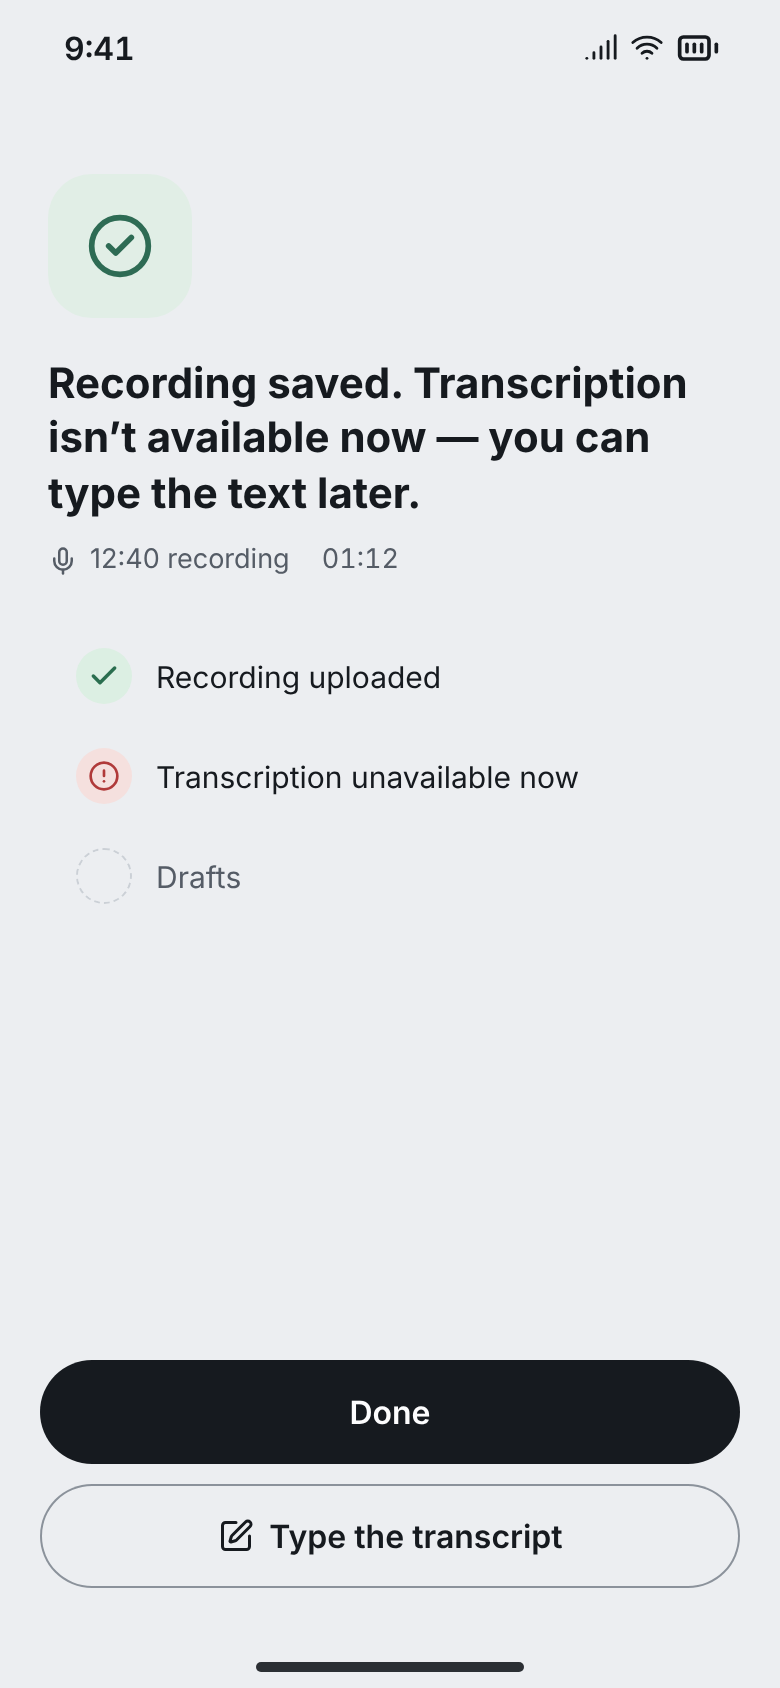 9:41
Recording saved. Transcription
isn’t available now — you can
type the text later.
12:40 recording 01:12
Recording uploaded
Transcription unavailable now
Drafts
Done
Type the transcript